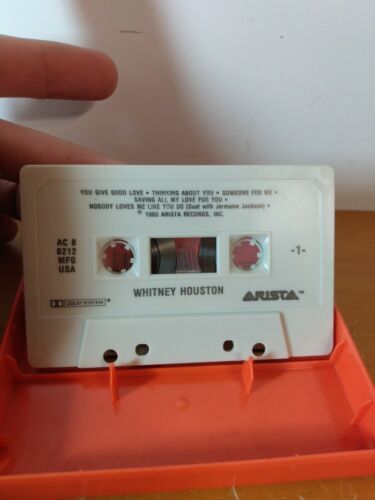 YOU GIVE GOOD LOVE • THINKING ABOUT YOU • SOMEONE FOR ME •
SAVING ALL MY LOVE FOR YOU •
NOBODY LOVES ME LIKE YOU DO (Duet with Jermaine Jackson) •
℗ 1985 ARISTA RECORDS, INC.
AC 8
8212
MFG
USA
-1-
WHITNEY HOUSTON
ARISTA™
DOLBY SYSTEM